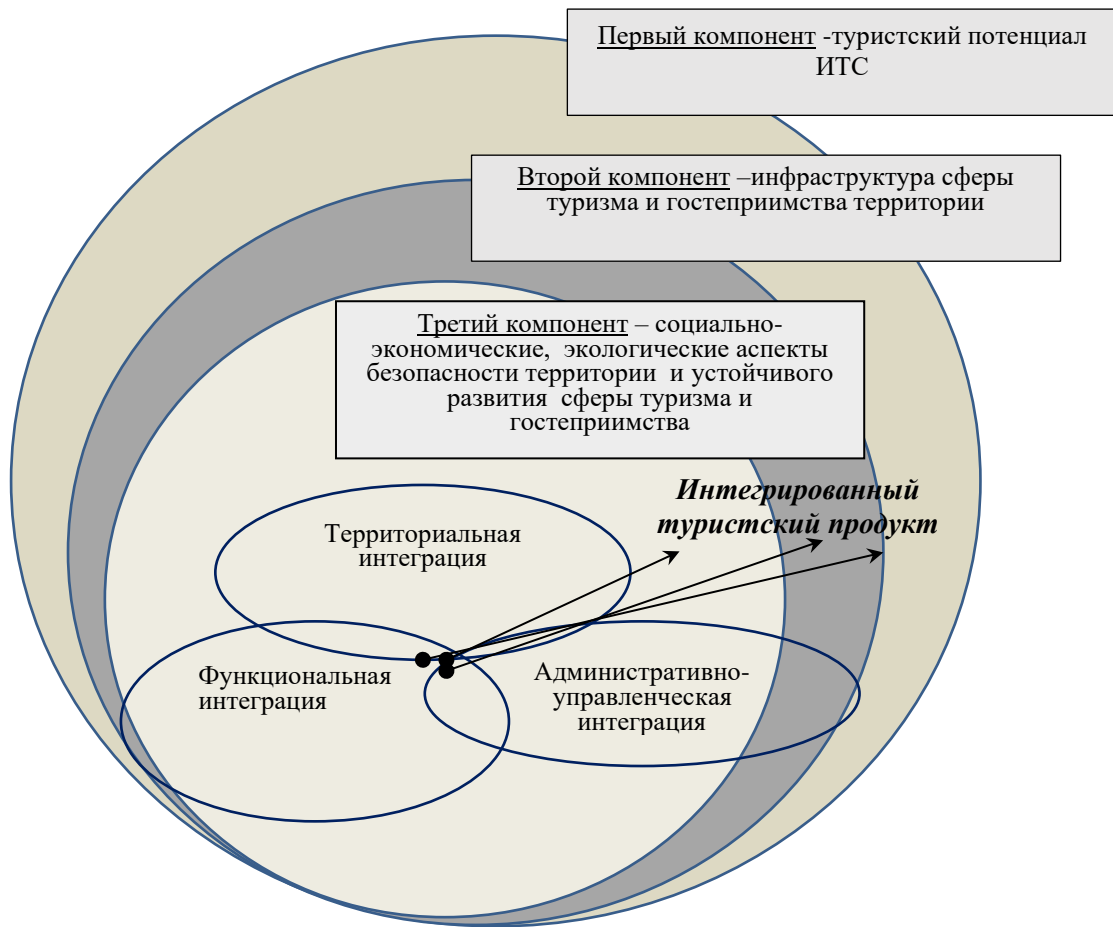 Первый компонент -туристский потенциал
ИТС
Второй компонент –инфраструктура сферы
туризма и гостеприимства территории
Третий компонент – социально-
экономические, экологические аспекты
безопасности территории и устойчивого
развития сферы туризма и
гостеприимства
Интегрированный
туристский продукт
Территориальная
интеграция
Функциональная
интеграция
Административно-
управленческая
интеграция